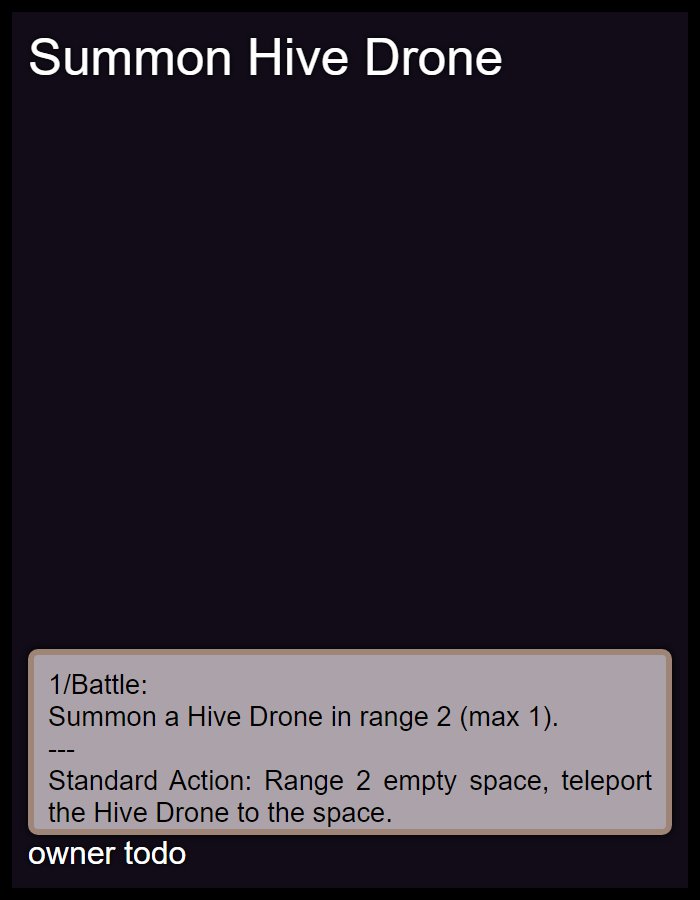 Summon Hive Drone
1/Battle:
Summon a Hive Drone in range 2 (max 1).
---
Standard Action: Range 2 empty space, teleport
the Hive Drone to the space.
owner todo